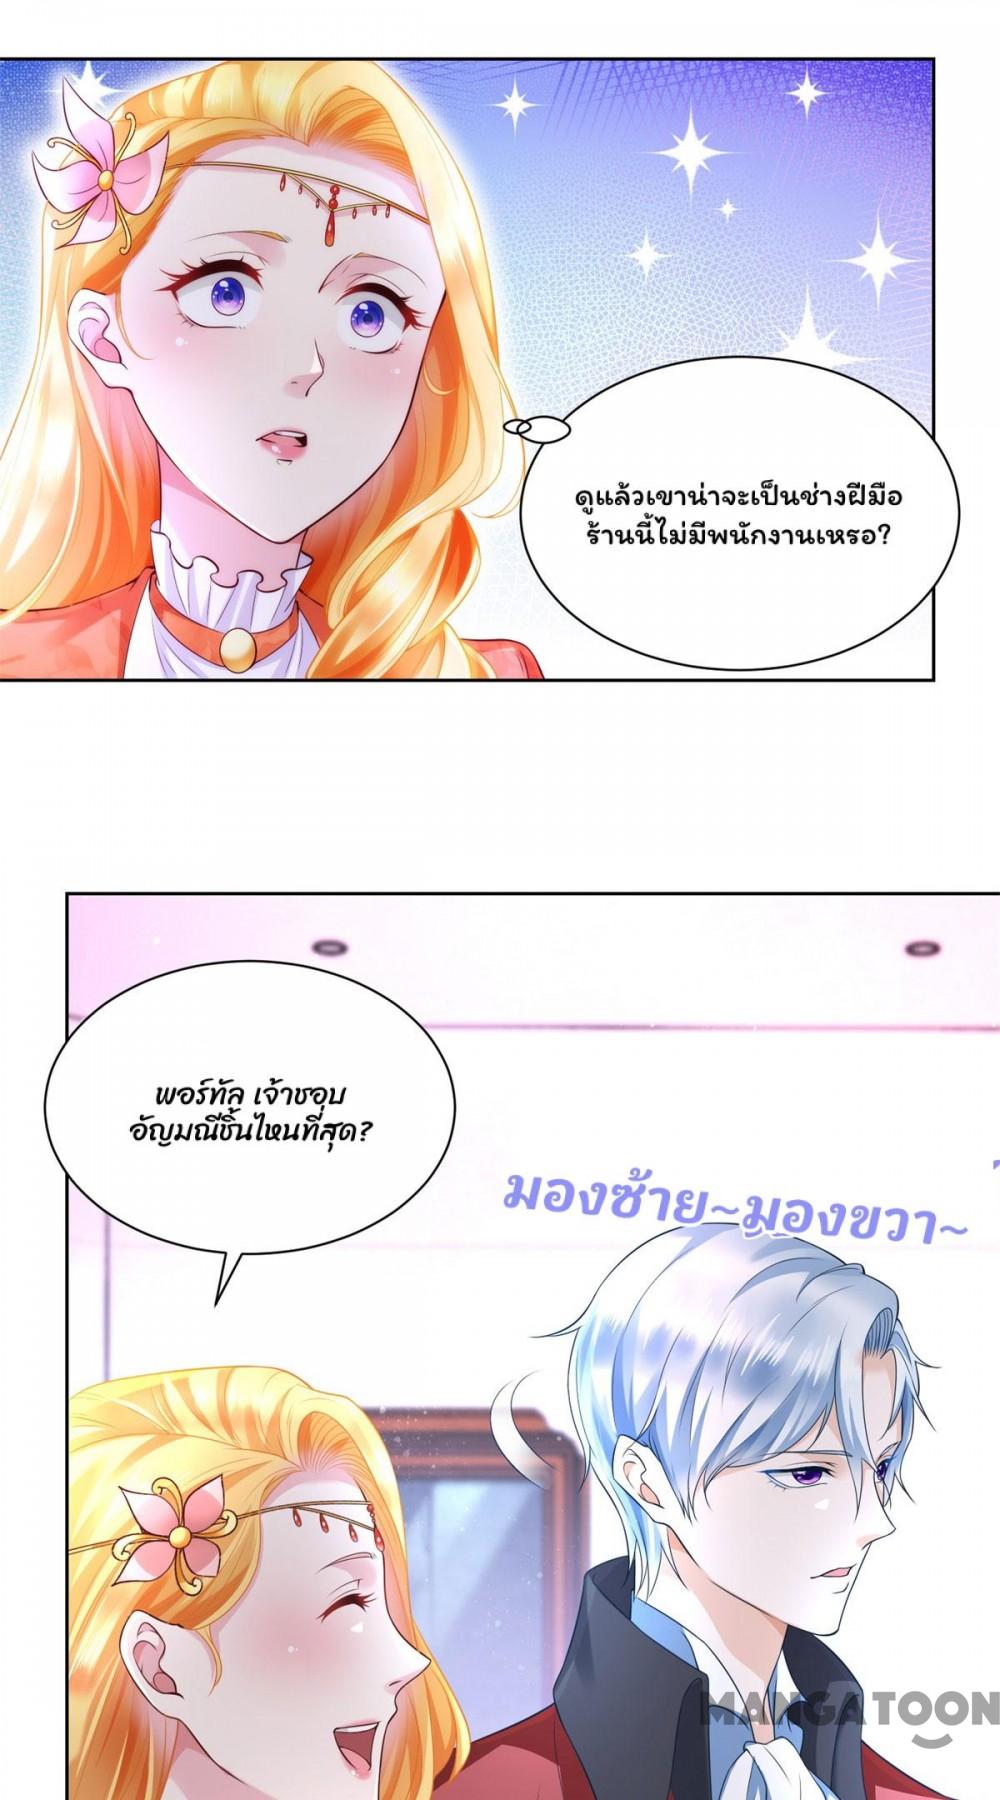 ดูแล้วเขาน่าจะเป็นช่างฝีมือ
ร้านนี้ไม่มีพนักงานเหรอ?
พอร์ทัล เจ้าชอบ
อัญมณีชิ้นไหนที่สุด?
มองซ้าย~มองขวา~
MANGATOON